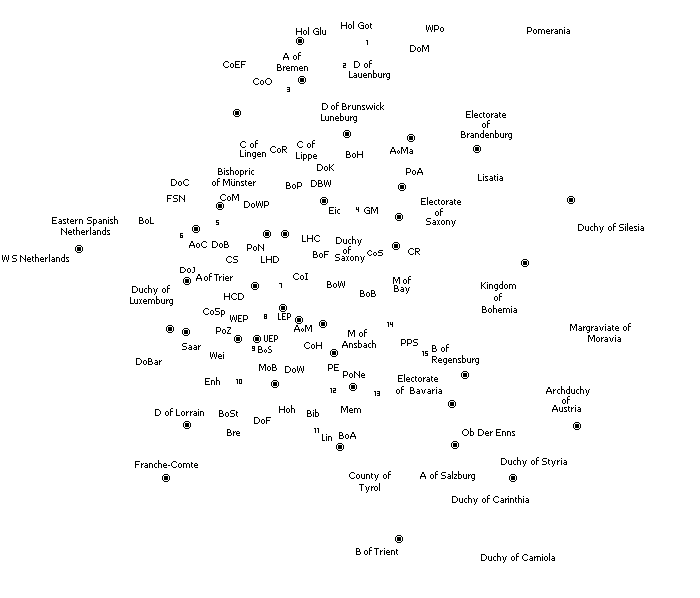 Hol Glu
Hol Got
WPo
Pomerania
1
DoM
A of
Bremen
CoEF
2
D of
Lauenburg
CoO
3
D of Brunswick
Luneburg
Electorate
of
Brandenburg
C of
Lingen
CoR
C of
Lippe
BoH
AoMa
DoK
PoA
Bishopric
of Münster
Lisatia
DoC
BoP
DBW
FSN
CoM
DoWP
Eic
4
GM
Electorate
of
Saxony
Eastern Spanish
Netherlands
BoL
5
Duchy of Silesia
6
AoC
DoB
PoN
LHC
Duchy
of
Saxony
CoS
CR
W S Netherlands
CS
LHD
BoF
DoJ
A of Trier
CoI
7
BoW
M of
Bay
Duchy of
Luxemburg
HCD
BoB
Kingdom
of
Bohemia
CoSp
WEP
8
LEP
PoZ
AoM
14
Margraviate of
Moravia
UEP
M of
Ansbach
Saar
9
BoS
CoH
PPS
15
B of
Regensburg
Wei
DoBar
MoB
DoW
PE
PoNe
Enh
10
12
13
Electorate
of Bavaria
Archduchy
of
Austria
D of Lorrain
BoSt
Hoh
Bib
Mem
DoF
Bre
11
Lin
BoA
Ob Der Enns
Franche-Comte
County of
Tyrol
A of Salzburg
Duchy of Styria
Duchy of Carinthia
B of Trient
Duchy of Carniola